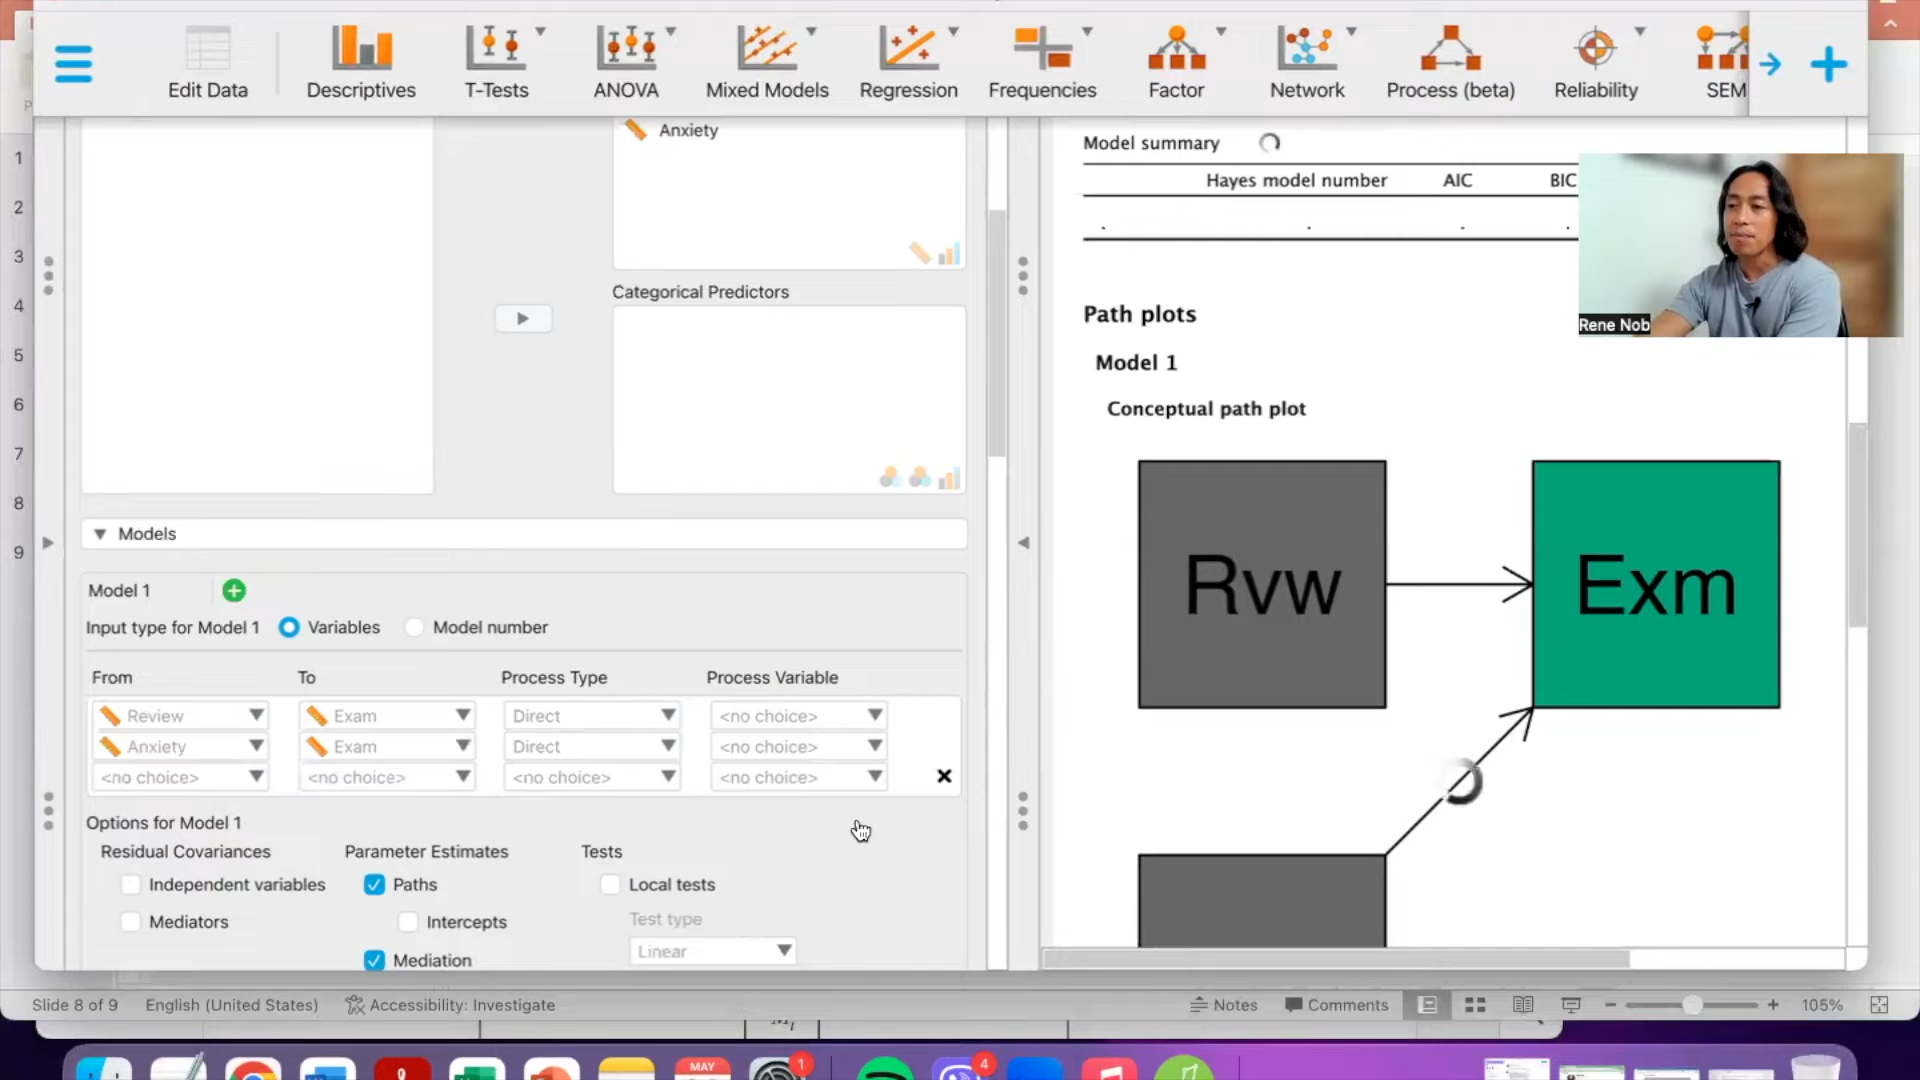 Edit Data
Descriptives
T-Tests
ANOVA
Mixed Models
Regression
Frequencies
Factor
Network
Process (beta)
Reliability
SEM
1
2
3
4
5
6
7
8
9
Anxiety
Categorical Predictors
Models
Model 1
Input type for Model 1 Variables Model number
From To Process Type Process Variable
Review Exam Direct <no choice>
Anxiety Exam Direct <no choice>
<no choice> <no choice> <no choice> <no choice>
Options for Model 1
Residual Covariances Parameter Estimates Tests
Independent variables Paths Local tests
Mediators Intercepts Test type
Linear
Mediation
Model summary
Hayes model number AIC BIC
Path plots
Model 1
Conceptual path plot
Rvw Exm
Rene Nob
Slide 8 of 9 English (United States) Accessibility: Investigate Notes Comments 105%
MAY
1
4